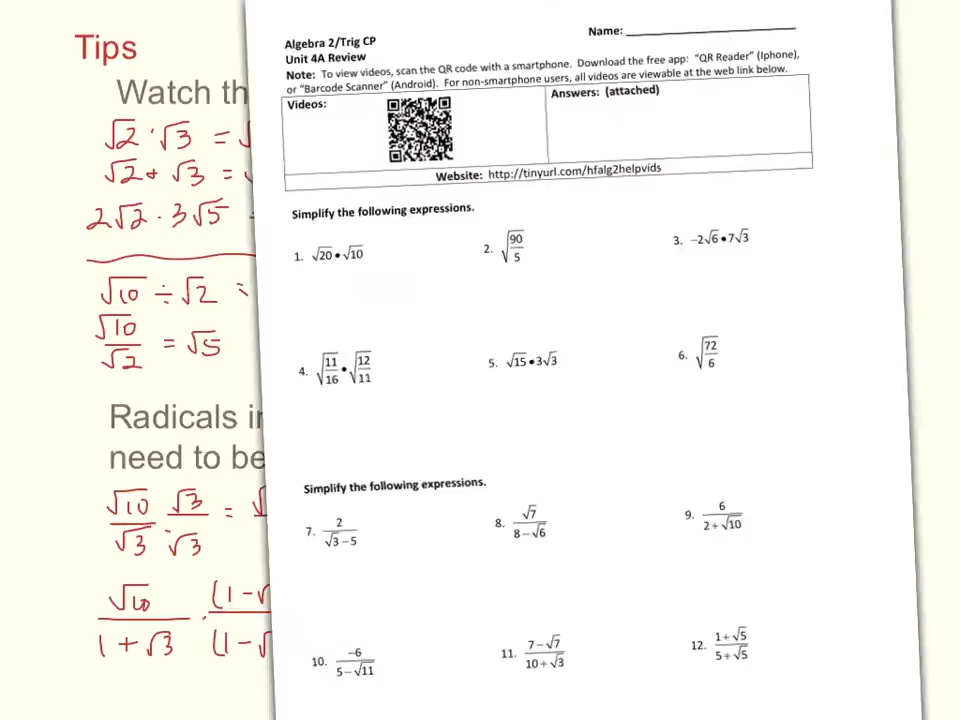 Tips
Watch th
√2 · √3 = √
√2 + √3 = √
2√2 · 3√5 =
√10 ÷ √2 =
√10/√2 = √5
Radicals in
need to be
√10/√3 · √3/√3 = √
√10/(1 + √3) · (1 - √/(1 - √
Algebra 2/Trig CP
Name: ____________
Unit 4A Review
Note: To view videos, scan the QR code with a smartphone. Download the free app: "QR Reader" (Iphone),
or "Barcode Scanner" (Android). For non-smartphone users, all videos are viewable at the web link below.
Videos:
Answers: (attached)
Website: http://tinyurl.com/hfalg2helpvids
Simplify the following expressions.
1. √20 • √10
2. √(90/5)
3. -2√6 • 7√3
4. √(11/16) • √(12/11)
5. √15 • 3√3
6. √(72/6)
Simplify the following expressions.
7. 2/(√3 - 5)
8. √7/(8 - √6)
9. 6/(2 + √10)
10. -6/(5 - √11)
11. (7 - √7)/(10 + √3)
12. (1 + √5)/(5 + √5)